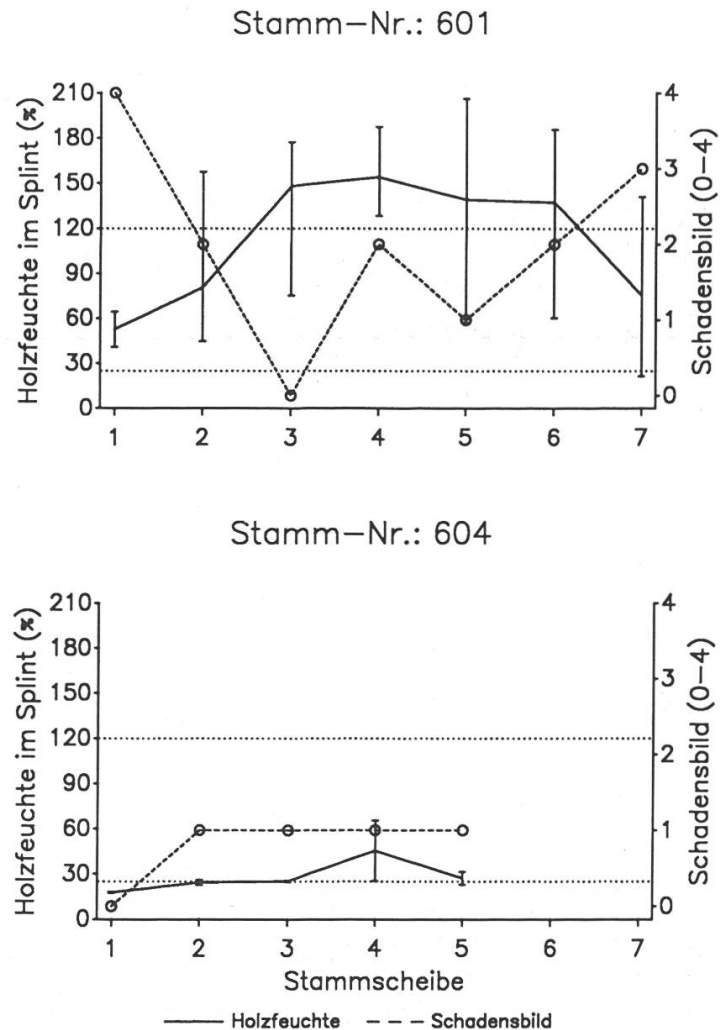 Stamm-Nr.: 601
Holzfeuchte im Splint (%)
210
180
150
120
90
60
30
0
4
3
2
1
0
Schadensbild (0-4)
1 2 3 4 5 6 7
Stamm-Nr.: 604
Holzfeuchte im Splint (%)
210
180
150
120
90
60
30
0
4
3
2
1
0
Schadensbild (0-4)
1 2 3 4 5 6 7
Stammscheibe
Holzfeuchte Schadensbild